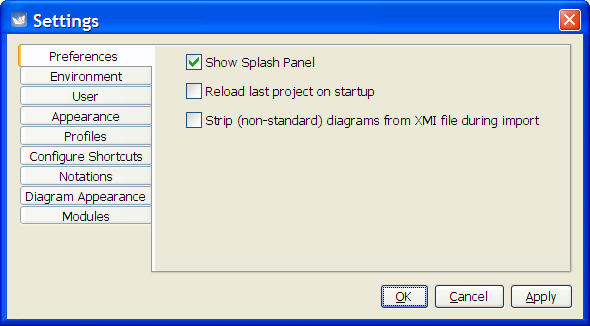 Settings
Preferences
Environment
User
Appearance
Profiles
Configure Shortcuts
Notations
Diagram Appearance
Modules
Show Splash Panel
Reload last project on startup
Strip (non-standard) diagrams from XMI file during import
OK
Cancel
Apply